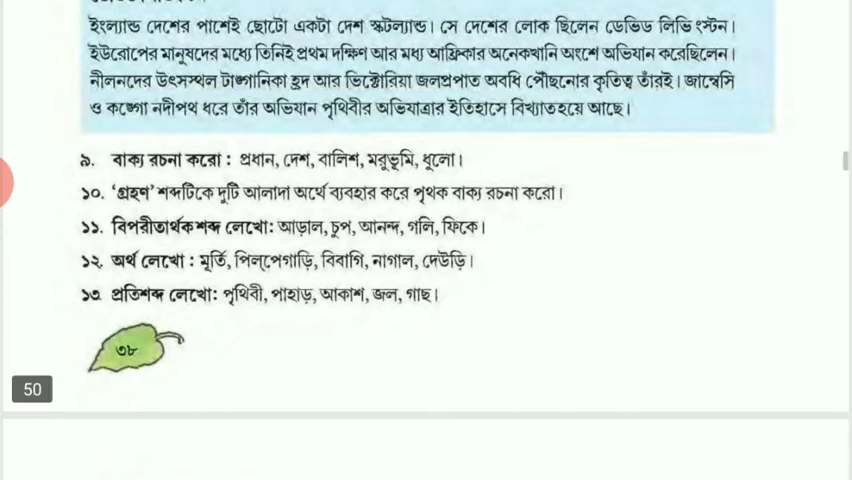 ইংল্যান্ড দেশের পাশেই ছোটো একটা দেশ স্কটল্যান্ড। সে দেশের লোক ছিলেন ডেভিড লিভিংস্টন।
ইউরোপের মানুষদের মধ্যে তিনিই প্রথম দক্ষিণ আর মধ্য আফ্রিকার অনেকখানি অংশে অভিযান করেছিলেন।
নীলনদের উৎসস্থল টাঙ্গানিকা হ্রদ আর ভিক্টোরিয়া জলপ্রপাত অবধি পৌঁছনোর কৃতিত্ব তাঁরই। জাম্বেসি
ও কঙ্গো নদীপথ ধরে তাঁর অভিযান পৃথিবীর অভিযাত্রার ইতিহাসে বিখ্যাতহয়ে আছে।
৯. বাক্য রচনা করো : প্রধান, দেশ, বালিশ, মরুভূমি, ধুলো।
১০. ‘গ্রহণ’ শব্দটিকে দুটি আলাদা অর্থে ব্যবহার করে পৃথক বাক্য রচনা করো।
১১. বিপরীতার্থক শব্দ লেখো: আড়াল, চুপ, আনন্দ, গলি, ফিকে।
১২. অর্থ লেখো : মূর্তি, পিল্পেগাড়ি, বিবাগি, নাগাল, দেউড়ি।
১৩ প্রতিশব্দ লেখো: পৃথিবী, পাহাড়, আকাশ, জল, গাছ।
৩৮
50